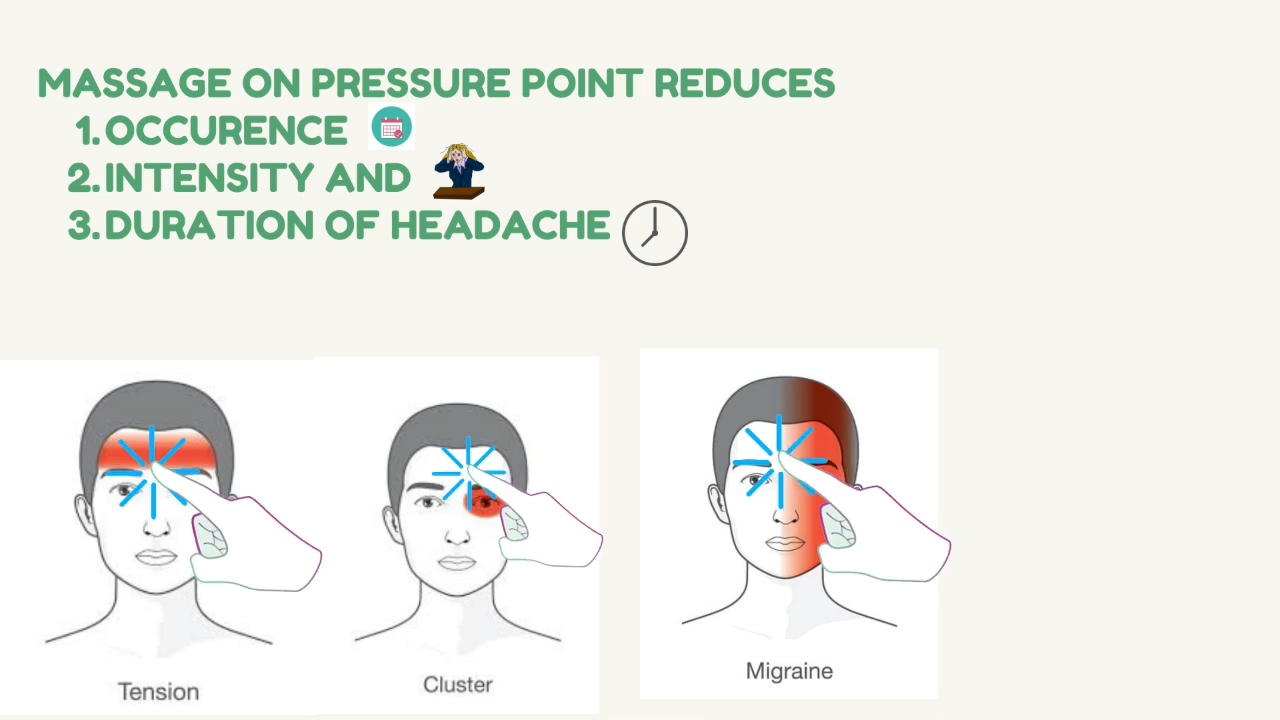 MASSAGE ON PRESSURE POINT REDUCES
1. OCCURENCE
2. INTENSITY AND
3. DURATION OF HEADACHE
Tension
Cluster
Migraine